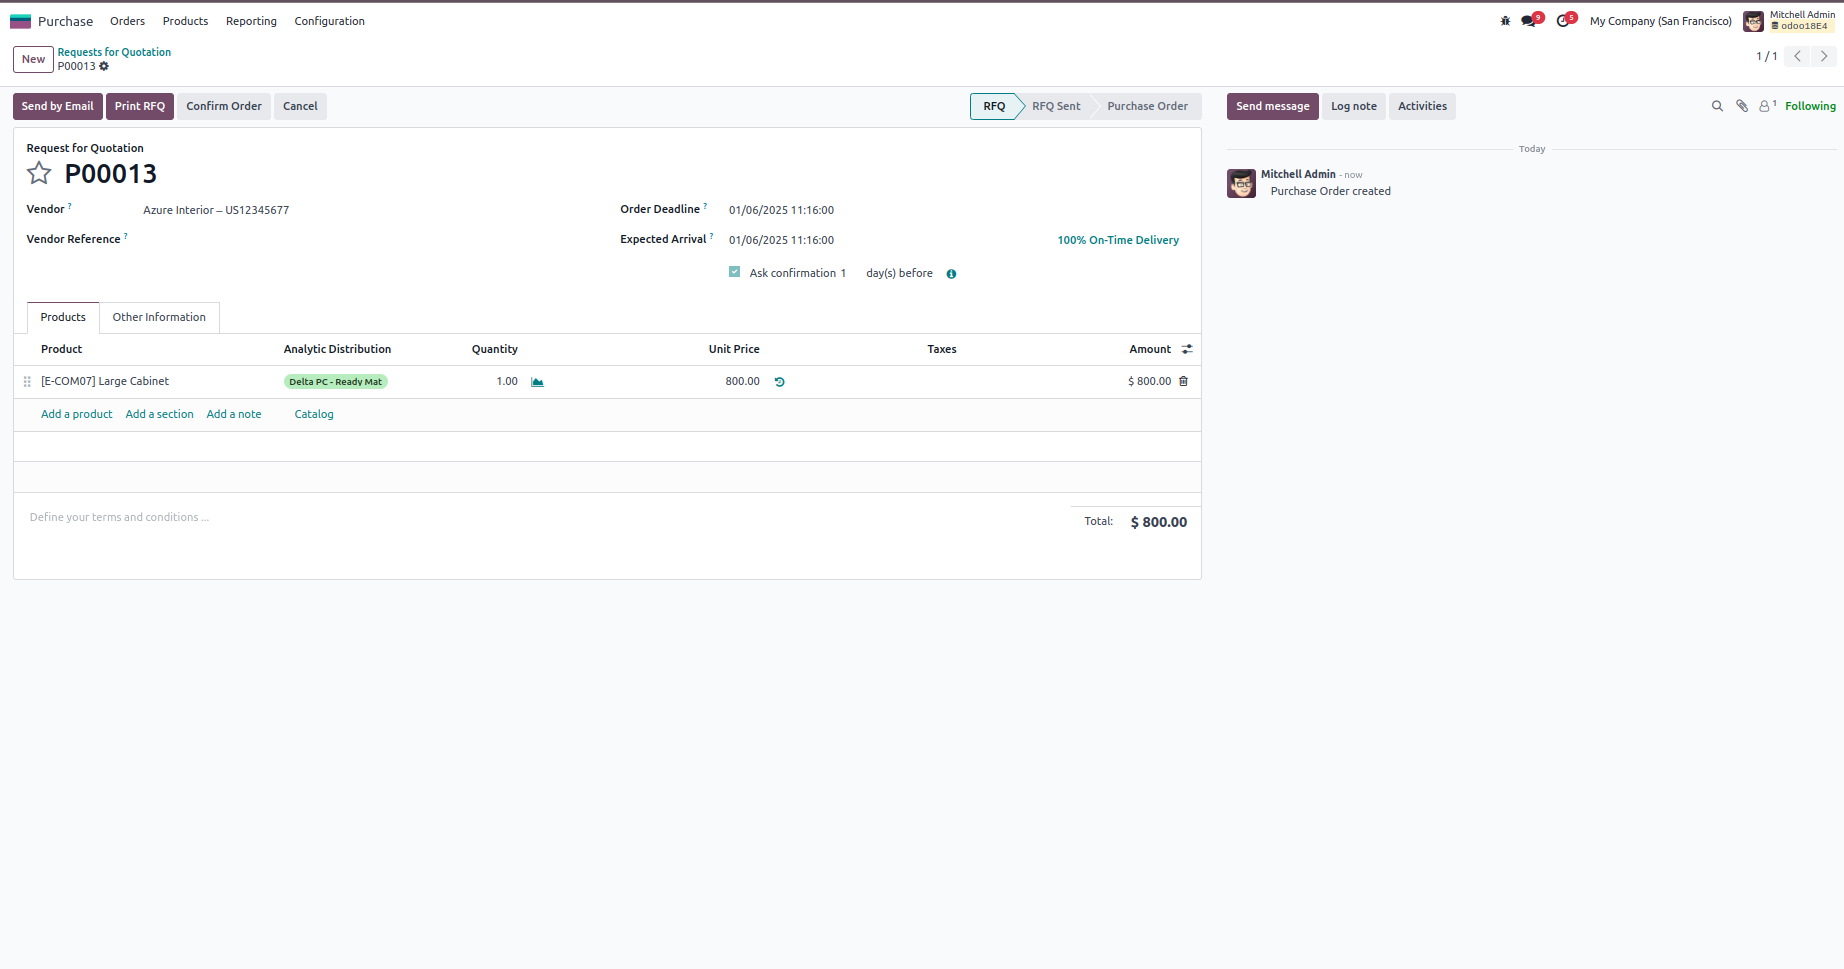 Purchase Orders Products Reporting Configuration 9 5 My Company (San Francisco) Mitchell Admin
odoo18E4
New Requests for Quotation
P00013 1 / 1
Send by Email Print RFQ Confirm Order Cancel RFQ RFQ Sent Purchase Order Send message Log note Activities 1 Following
Request for Quotation
P00013
Today
Mitchell Admin - now
Purchase Order created
Vendor ? Azure Interior – US12345677 Order Deadline ? 01/06/2025 11:16:00
Vendor Reference ? Expected Arrival ? 01/06/2025 11:16:00 100% On-Time Delivery
Ask confirmation 1 day(s) before
Products Other Information
Product Analytic Distribution Quantity Unit Price Taxes Amount
[E-COM07] Large Cabinet Delta PC - Ready Mat 1.00 800.00 $ 800.00
Add a product Add a section Add a note Catalog
Define your terms and conditions ... Total: $ 800.00